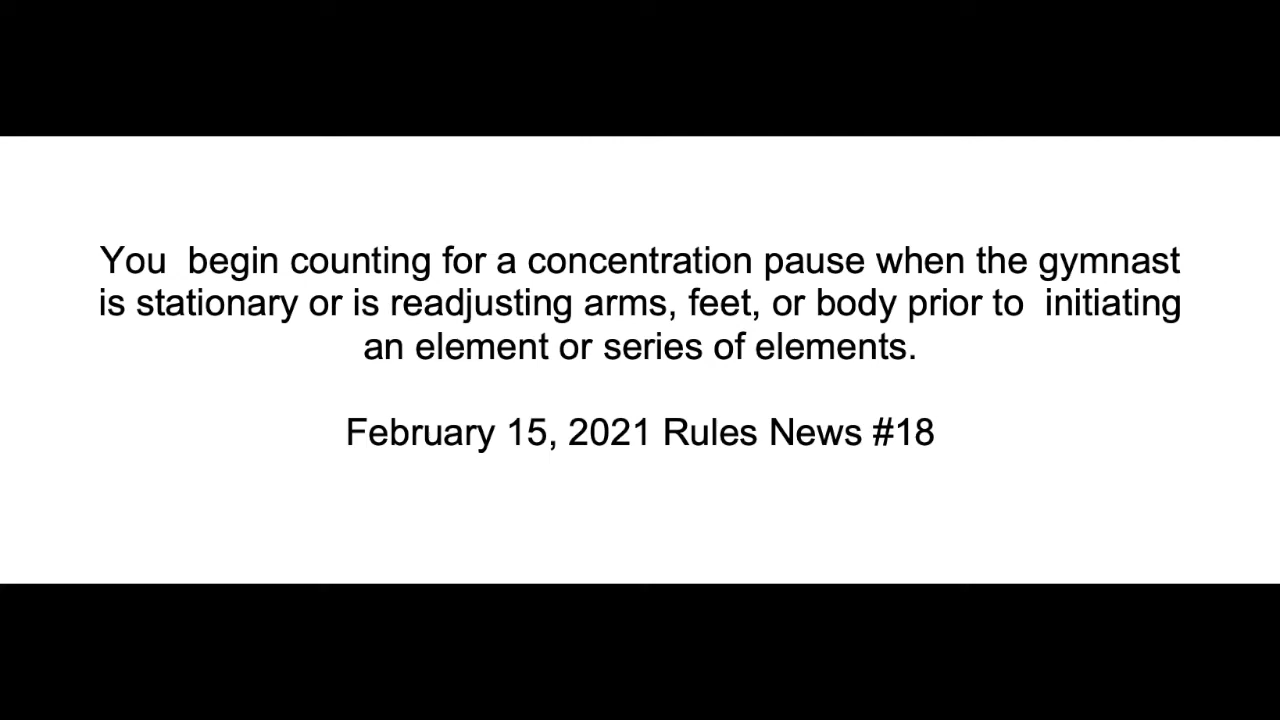 You  begin counting for a concentration pause when the gymnast
is stationary or is readjusting arms, feet, or body prior to  initiating
an element or series of elements.
February 15, 2021 Rules News #18